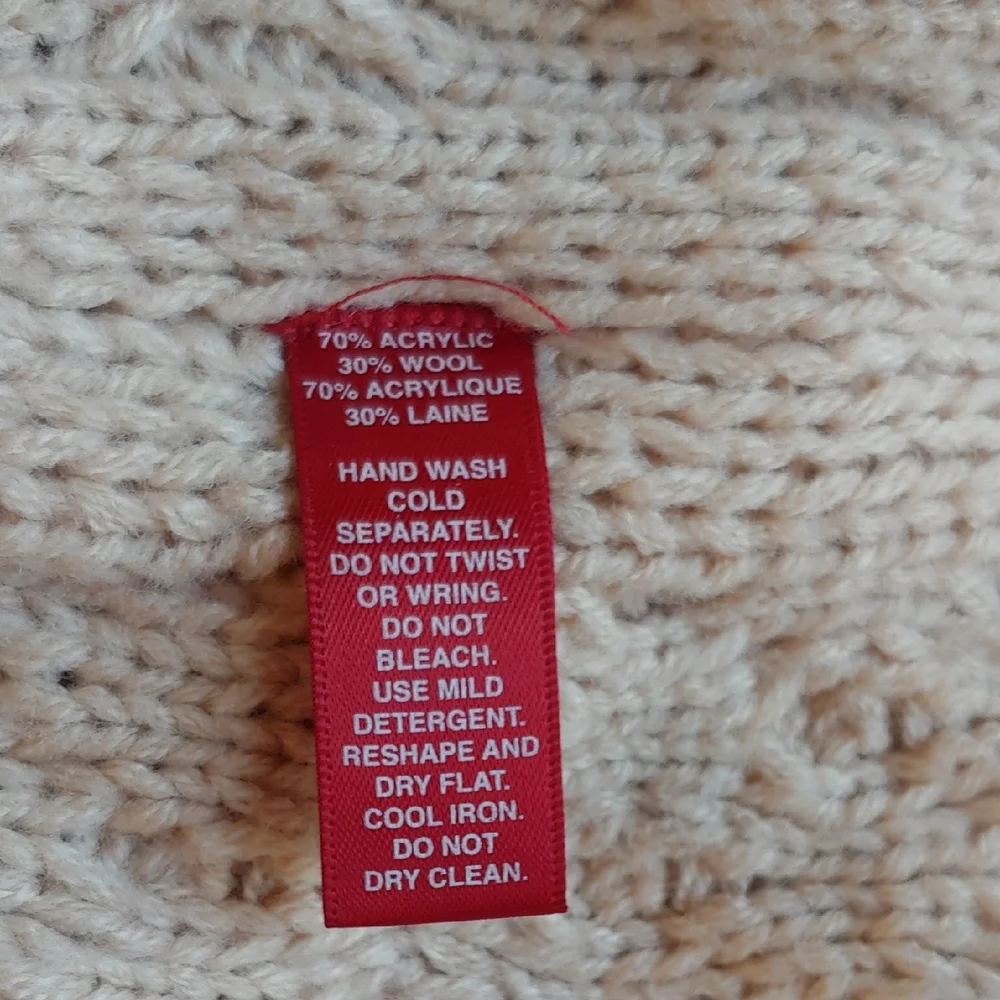 70% ACRYLIC
30% WOOL
70% ACRYLIQUE
30% LAINE
HAND WASH
COLD
SEPARATELY.
DO NOT TWIST
OR WRING.
DO NOT
BLEACH.
USE MILD
DETERGENT.
RESHAPE AND
DRY FLAT.
COOL IRON.
DO NOT
DRY CLEAN.